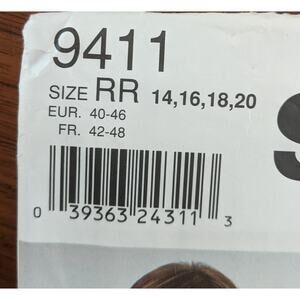 9411
SIZE RR 14,16,18,20
EUR. 40-46
FR. 42-48
0 39363 24311 3